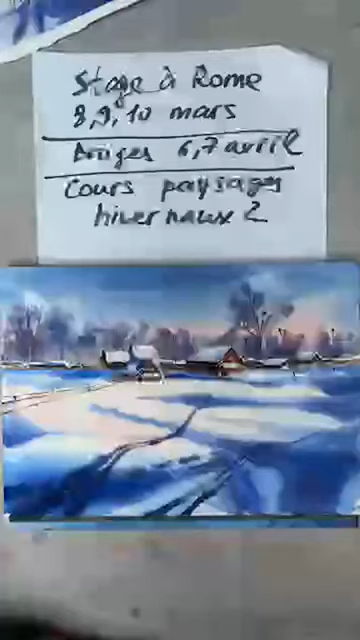 Stage à Rome
8,9,10 mars
Bruges 6,7 avril
Cours paysages
hivernaux 2